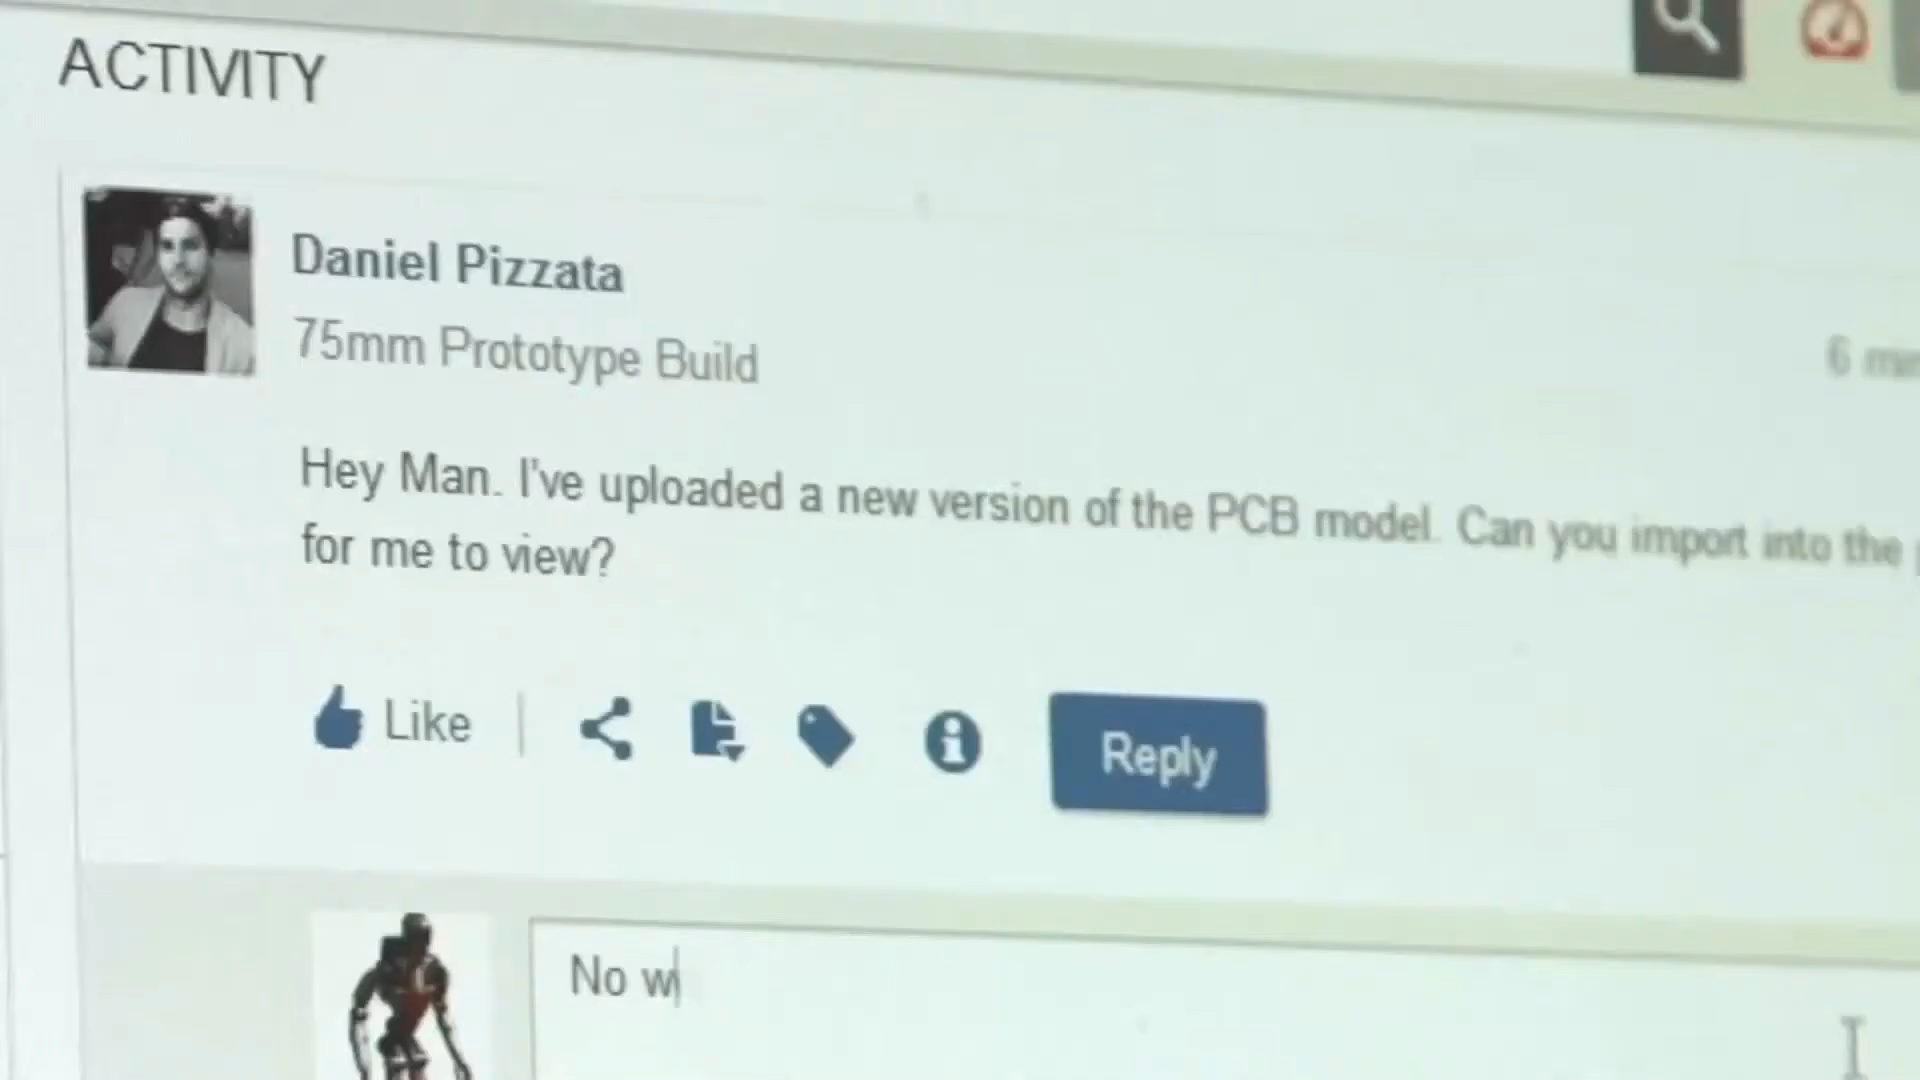 ACTIVITY
Daniel Pizzata
75mm Prototype Build
6
Hey Man. I've uploaded a new version of the PCB model. Can you import into the
for me to view?
Like
Reply
No w